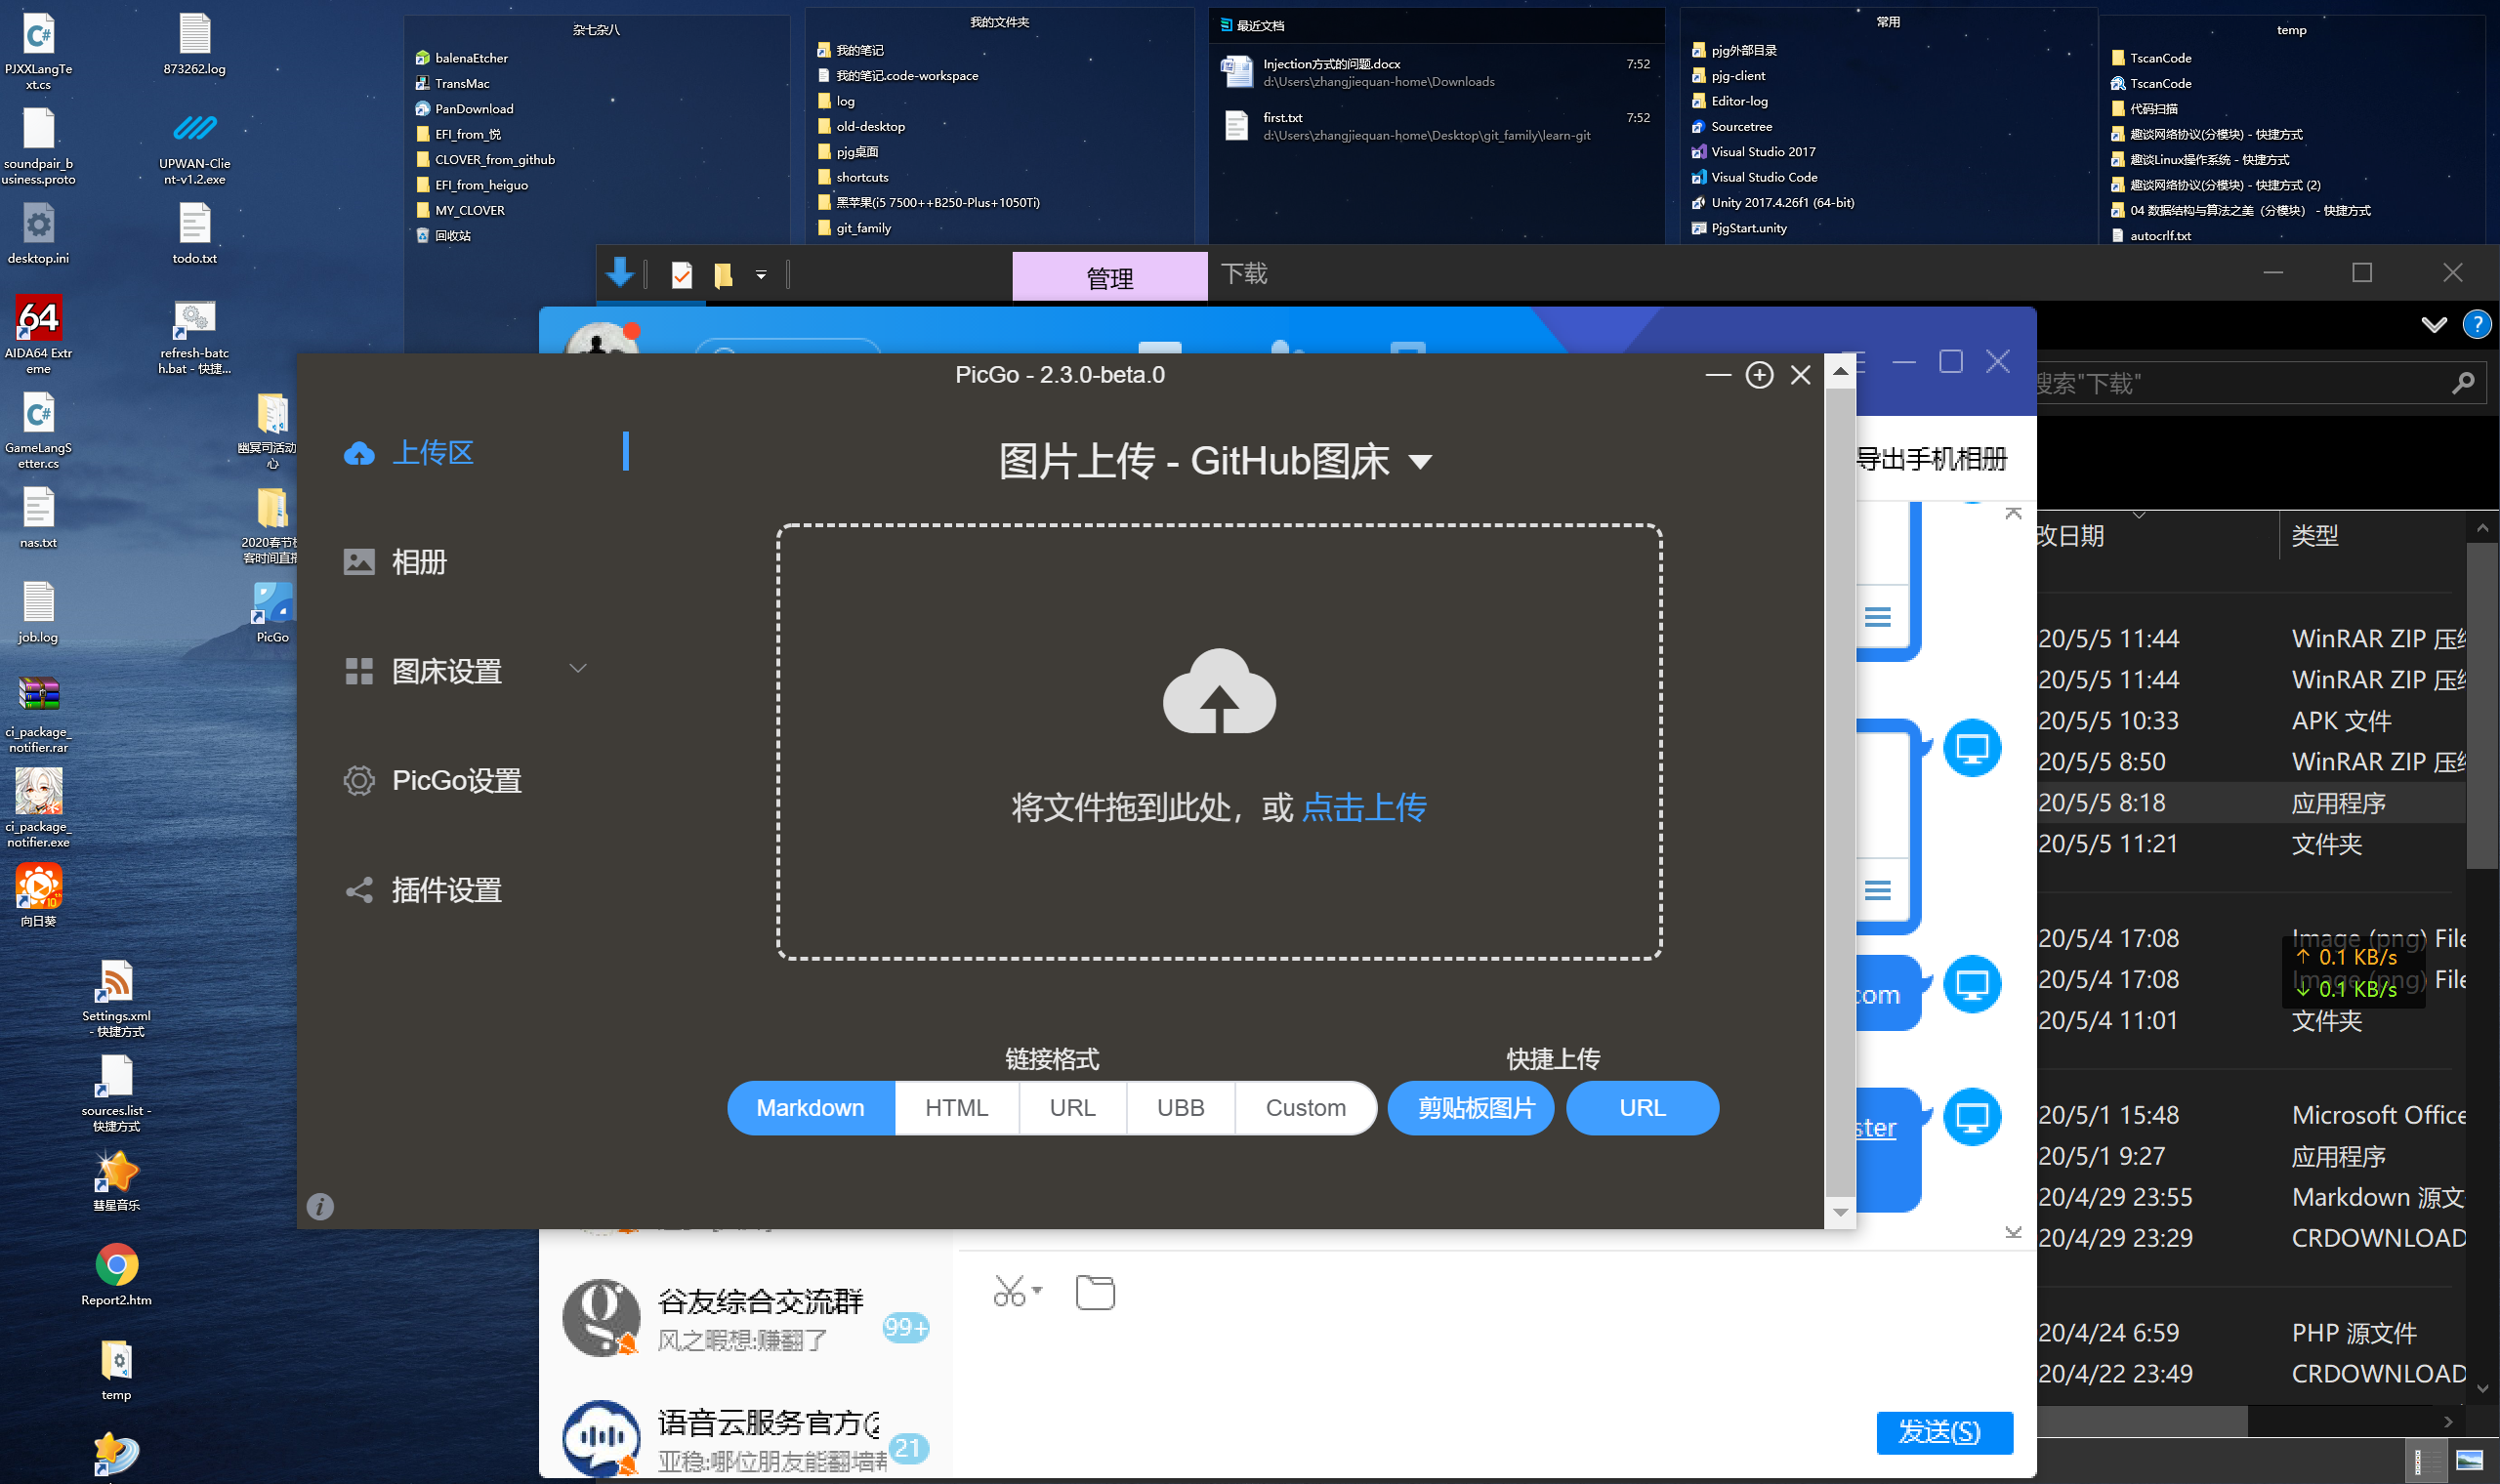 PJXXLangTe
xt.cs
873262.log
soundpair_b
usiness.proto
UPWAN-Clie
nt-v1.2.exe
desktop.ini
todo.txt
64
AIDA64 Extr
eme
refresh-batc
h.bat - 快捷...
GameLangS
etter.cs
幽冥司活动
心
nas.txt
2020春节
客时间直播
job.log
PicGo
ci_package_
notifier.rar
ci_package_
notifier.exe
向日葵
Settings.xml
- 快捷方式
sources.list -
快捷方式
彗星音乐
Report2.htm
temp
杂七杂八
balenaEtcher
TransMac
PanDownload
EFI_from_悦
CLOVER_from_github
EFI_from_heiguo
MY_CLOVER
回收站
我的文件夹
我的笔记
我的笔记.code-workspace
log
old-desktop
pjg桌面
shortcuts
黑苹果(i5 7500++B250-Plus+1050Ti)
git_family
最近文档
Injection方式的问题.docx
7:52
d:\Users\zhangjiequan-home\Downloads
first.txt
7:52
d:\Users\zhangjiequan-home\Desktop\git_family\learn-git
常用
pjg外部目录
pjg-client
Editor-log
Sourcetree
Visual Studio 2017
Visual Studio Code
Unity 2017.4.26f1 (64-bit)
PjgStart.unity
temp
TscanCode
TscanCode
代码扫描
趣谈网络协议(分模块) - 快捷方式
趣谈Linux操作系统 - 快捷方式
趣谈网络协议(分模块) - 快捷方式 (2)
04 数据结构与算法之美（分模块） - 快捷方式
autocrlf.txt
管理
下载
搜索"下载"
PicGo - 2.3.0-beta.0
上传区
相册
图床设置
PicGo设置
插件设置
图片上传 - GitHub图床
将文件拖到此处，或 点击上传
链接格式
快捷上传
Markdown
HTML
URL
UBB
Custom
剪贴板图片
URL
导出手机相册
com
ster
谷友综合交流群
风之暇想:赚翻了
99+
语音云服务官方
亚稳:哪位朋友能翻墙
21
发送(S)
改日期
类型
20/5/5 11:44
WinRAR ZIP 压
20/5/5 11:44
WinRAR ZIP 压
20/5/5 10:33
APK 文件
20/5/5 8:50
WinRAR ZIP 压
20/5/5 8:18
应用程序
20/5/5 11:21
文件夹
20/5/4 17:08
Image (png) File
↑ 0.1 KB/s
20/5/4 17:08
Image (png) File
↓ 0.1 KB/s
20/5/4 11:01
文件夹
20/5/1 15:48
Microsoft Office
20/5/1 9:27
应用程序
20/4/29 23:55
Markdown 源文
20/4/29 23:29
CRDOWNLOAD
20/4/24 6:59
PHP 源文件
20/4/22 23:49
CRDOWNLOAD